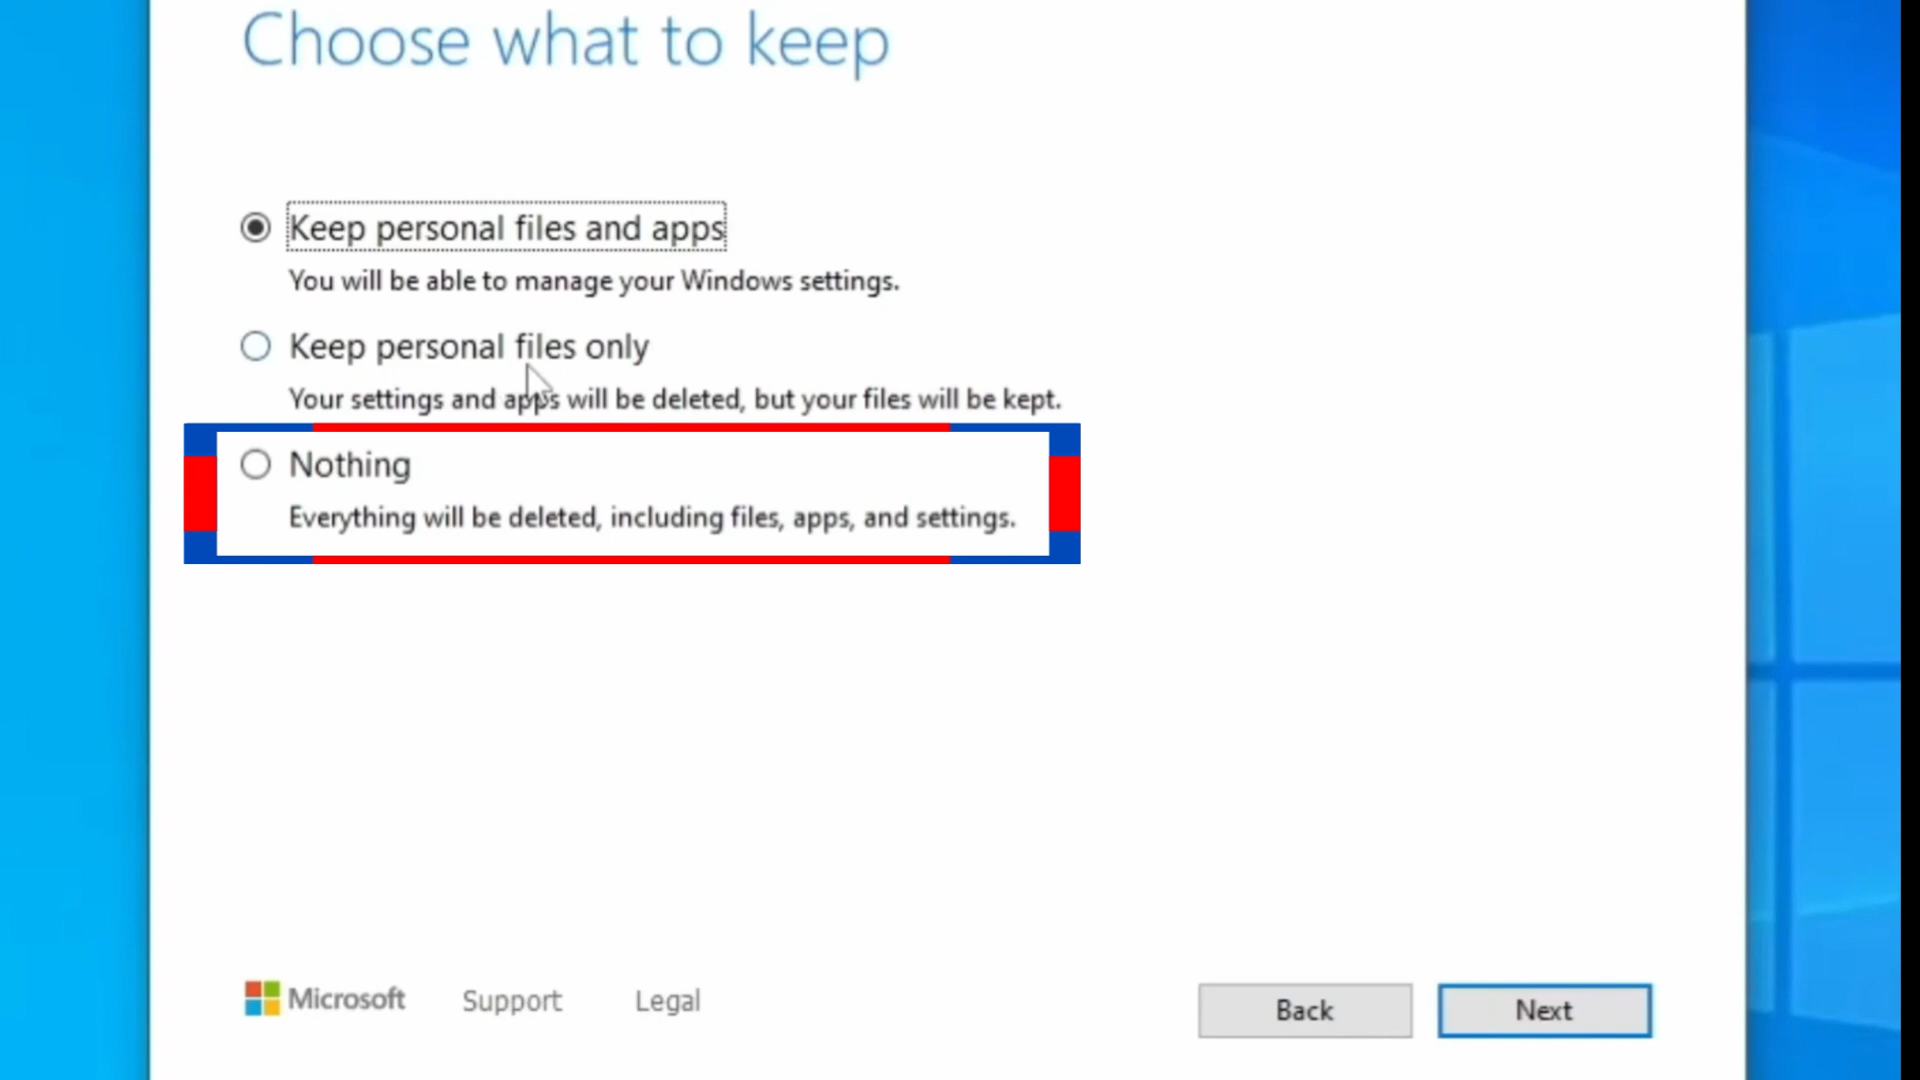 Choose what to keep
Keep personal files and apps
You will be able to manage your Windows settings.
Keep personal files only
Your settings and apps will be deleted, but your files will be kept.
Nothing
Everything will be deleted, including files, apps, and settings.
Microsoft Support Legal Back Next